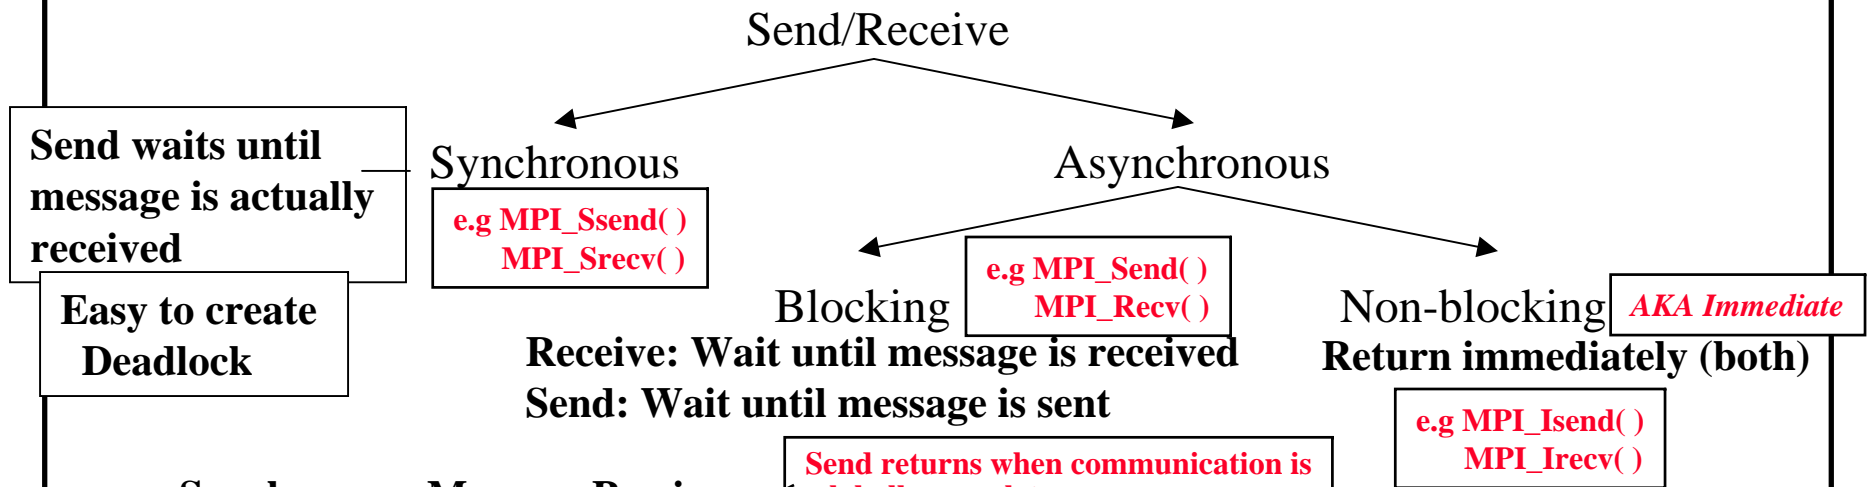 Send/Receive
Send waits until
message is actually
received
Synchronous
e.g MPI_Ssend( )
MPI_Srecv( )
Easy to create
Deadlock
Asynchronous
Blocking
e.g MPI_Send( )
MPI_Recv( )
Receive: Wait until message is received
Send: Wait until message is sent
Non-blocking
AKA Immediate
Return immediately (both)
e.g MPI_Isend( )
MPI_Irecv( )
Send returns when communication is